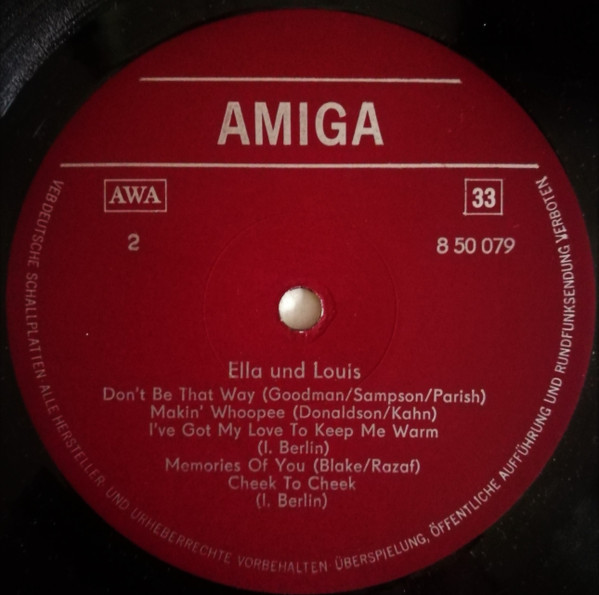 AMIGA
AWA
33
2
8 50 079
Ella und Louis
Don't Be That Way (Goodman/Sampson/Parish)
Makin' Whoopee (Donaldson/Kahn)
I've Got My Love To Keep Me Warm
(I. Berlin)
Memories Of You (Blake/Razaf)
Cheek To Cheek
(I. Berlin)
VEB DEUTSCHE SCHALLPLATTEN ALLE HERSTELLER- UND URHEBERRECHTE VORBEHALTEN · ÜBERSPIELUNG, ÖFFENTLICHE AUFFÜHRUNG UND RUNDFUNKSENDUNG VERBOTEN